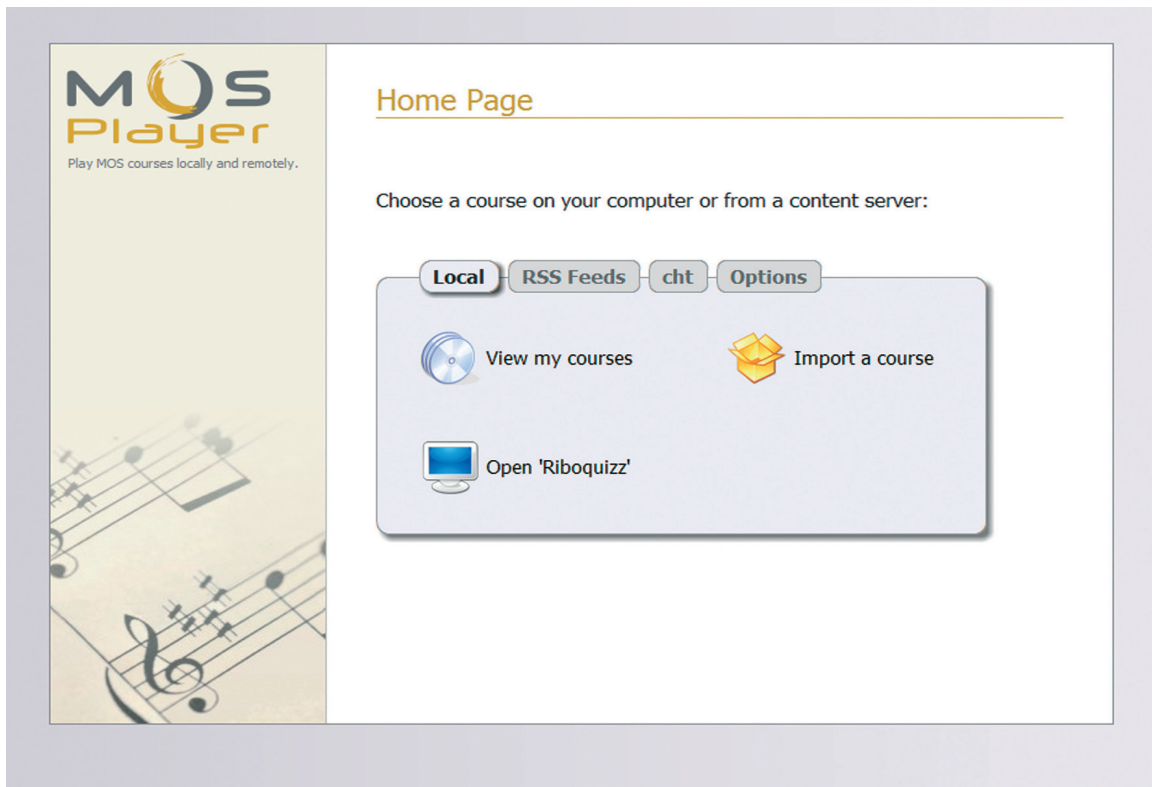 MOS
Player
Play MOS courses locally and remotely.
Home Page
Choose a course on your computer or from a content server:
Local RSS Feeds cht Options
View my courses Import a course
Open 'Riboquizz'